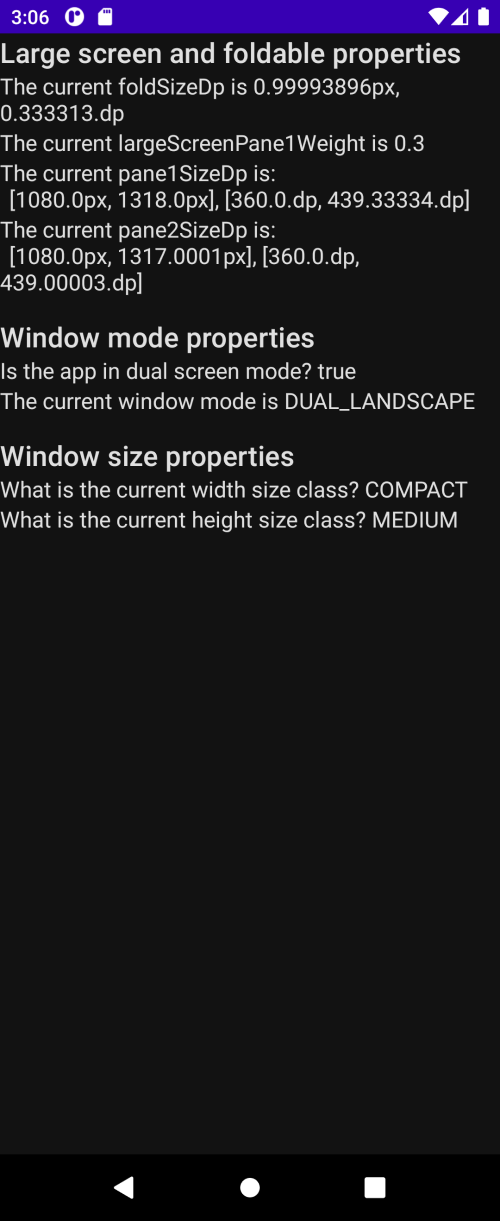 3:06
Large screen and foldable properties
The current foldSizeDp is 0.99993896px,
0.333313.dp
The current largeScreenPane1Weight is 0.3
The current pane1SizeDp is:
[1080.0px, 1318.0px], [360.0.dp, 439.33334.dp]
The current pane2SizeDp is:
[1080.0px, 1317.0001px], [360.0.dp,
439.00003.dp]
Window mode properties
Is the app in dual screen mode? true
The current window mode is DUAL_LANDSCAPE
Window size properties
What is the current width size class? COMPACT
What is the current height size class? MEDIUM